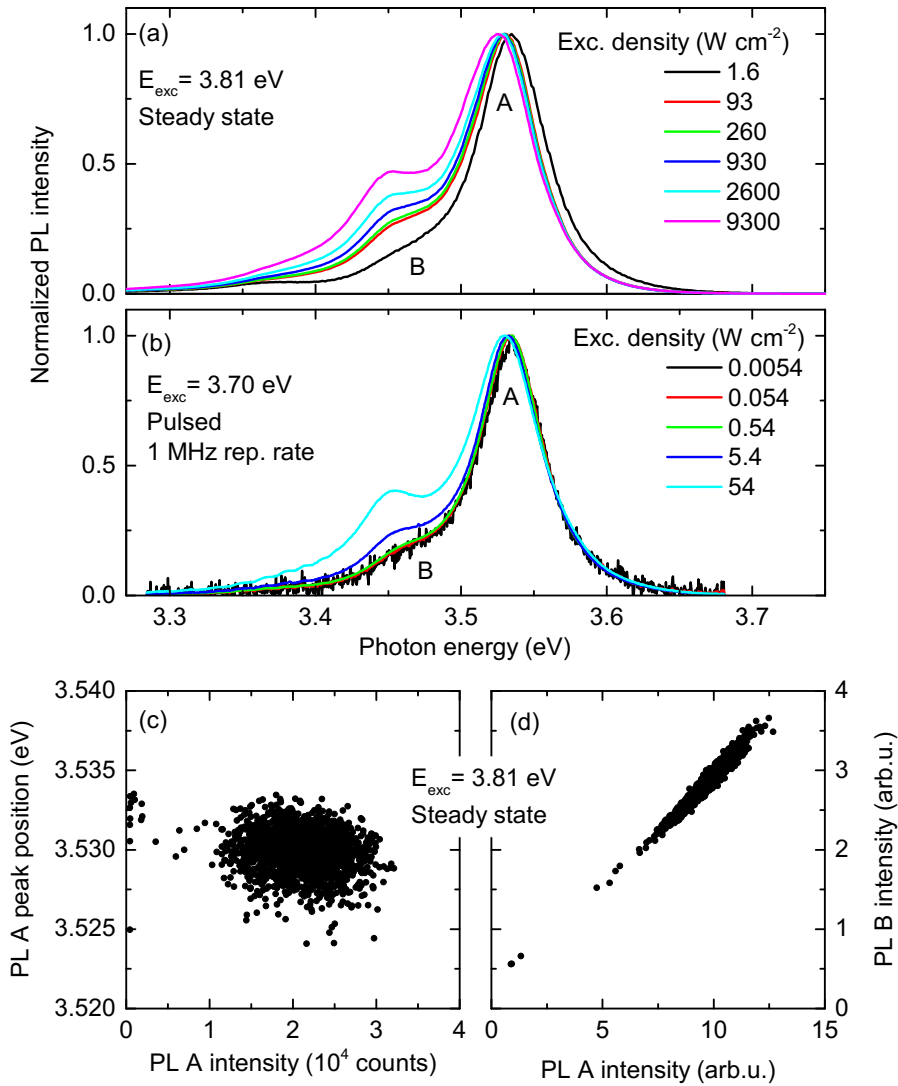 (a)
E_exc= 3.81 eV
Steady state
A
B
Exc. density (W cm⁻²)
1.6
93
260
930
2600
9300
1.0
0.5
0.0
Normalized PL intensity
(b)
E_exc= 3.70 eV
Pulsed
1 MHz rep. rate
A
B
Exc. density (W cm⁻²)
0.0054
0.054
0.54
5.4
54
1.0
0.5
0.0
3.3 3.4 3.5 3.6 3.7
Photon energy (eV)
(c)
3.540
3.535
3.530
3.525
3.520
PL A peak position (eV)
0 1 2 3 4
PL A intensity (10⁴ counts)
E_exc= 3.81 eV
Steady state
(d)
4
3
2
1
0
PL B intensity (arb.u.)
0 5 10 15
PL A intensity (arb.u.)